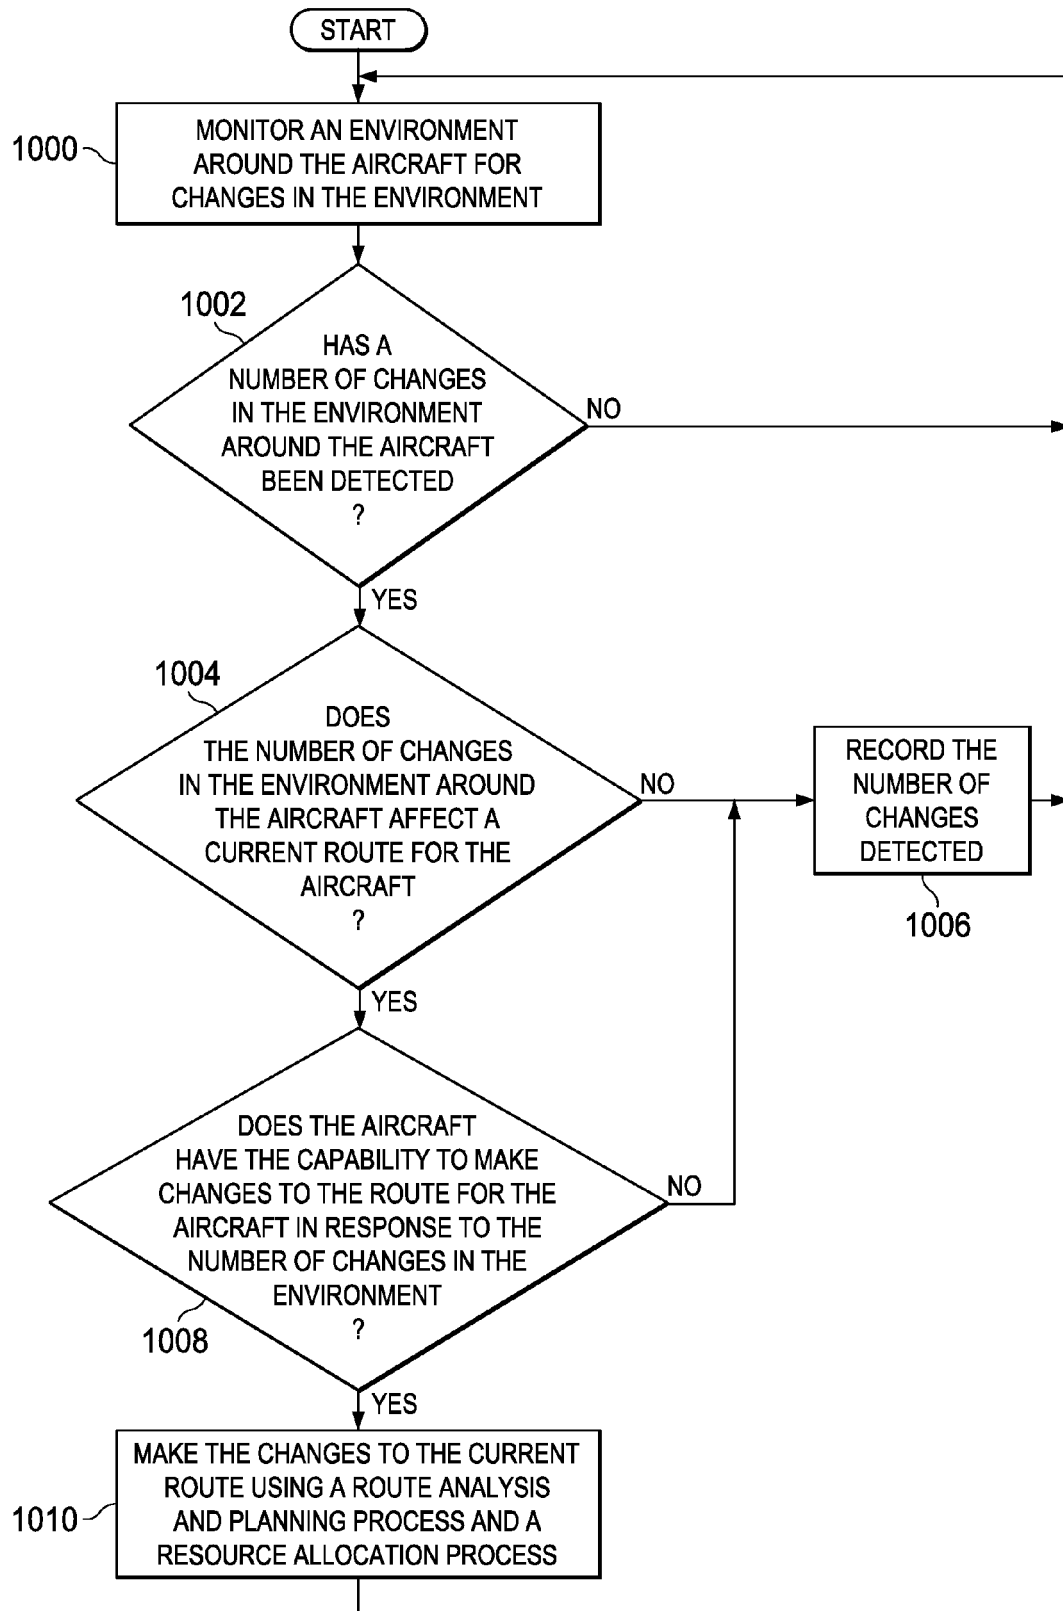 START
1000
MONITOR AN ENVIRONMENT
AROUND THE AIRCRAFT FOR
CHANGES IN THE ENVIRONMENT
1002
HAS A
NUMBER OF CHANGES
IN THE ENVIRONMENT
AROUND THE AIRCRAFT
BEEN DETECTED
?
NO
YES
1004
DOES
THE NUMBER OF CHANGES
IN THE ENVIRONMENT AROUND
THE AIRCRAFT AFFECT A
CURRENT ROUTE FOR THE
AIRCRAFT
?
NO
RECORD THE
NUMBER OF
CHANGES
DETECTED
1006
YES
DOES THE AIRCRAFT
HAVE THE CAPABILITY TO MAKE
CHANGES TO THE ROUTE FOR THE
AIRCRAFT IN RESPONSE TO THE
NUMBER OF CHANGES IN THE
ENVIRONMENT
?
NO
1008
YES
1010
MAKE THE CHANGES TO THE CURRENT
ROUTE USING A ROUTE ANALYSIS
AND PLANNING PROCESS AND A
RESOURCE ALLOCATION PROCESS